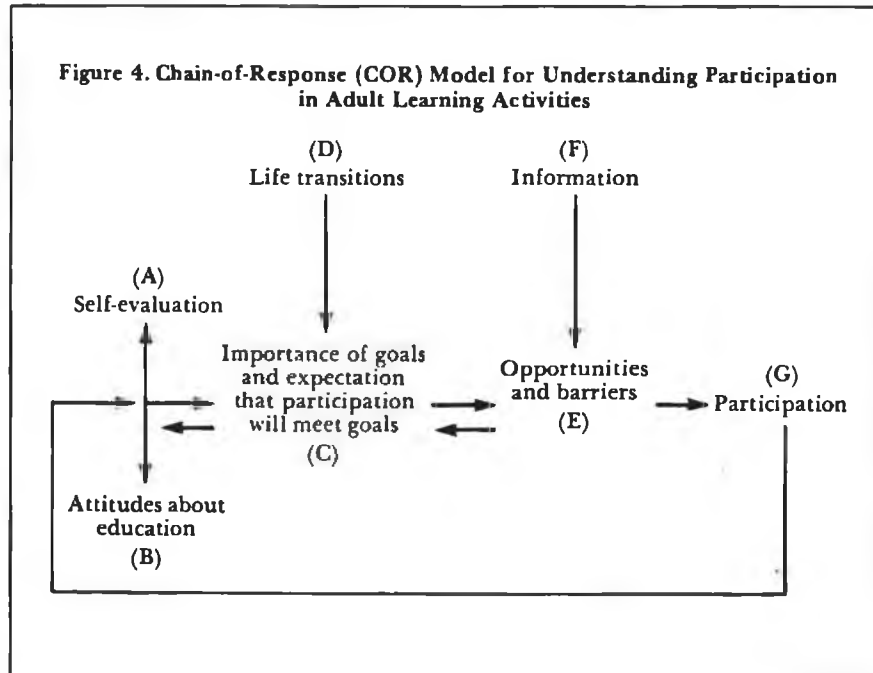 Figure 4. Chain-of-Response (COR) Model for Understanding Participation
in Adult Learning Activities
(D)
Life transitions
(F)
Information
(A)
Self-evaluation
Importance of goals
and expectation
that participation
will meet goals
(C)
Opportunities
and barriers
(E)
(G)
Participation
Attitudes about
education
(B)